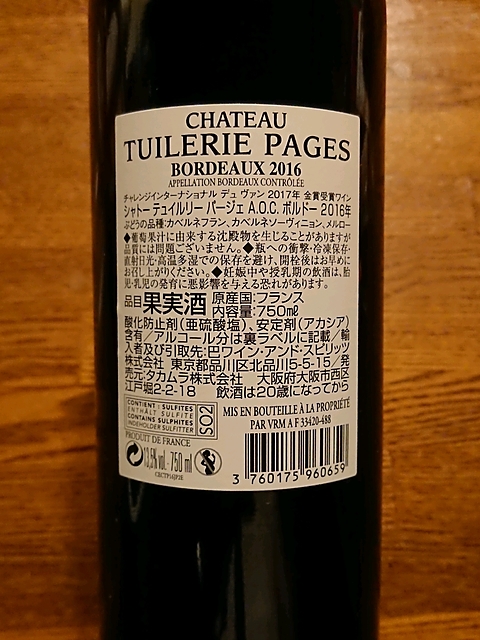 CHATEAU
TUILERIE PAGES
BORDEAUX 2016
APPELLATION BORDEAUX CONTRÔLÉE
チャレンジインターナショナル デュ ヴァン 2017年 金賞受賞ワイン
シャトー テュイルリー パージェ A.O.C. ボルドー 2016年
ぶどうの品種:カベルネフラン、カベルネソーヴィニョン、メルロー
◆葡萄果汁に由来する沈殿物を生じることがありますが
品質には問題ございません。◆瓶への衝撃・冷凍保存・
直射日光・高温多湿での保存を避け、開栓後はお早めに
お召し上がりください。◆妊娠中や授乳期の飲酒は、胎
児・乳児の発育に悪影響を与える恐れがあります。
品目 果実酒 原産国:フランス
内容量:750mℓ
酸化防止剤(亜硫酸塩)、安定剤(アカシア)
含有/アルコール分は裏ラベルに記載/輸
入者及び引取先:巴ワイン・アンド・スピリッツ
株式会社 東京都品川区北品川5-5-15/発
売元:タカムラ株式会社 大阪府大阪市西区
江戸堀2-2-18 飲酒は20歳になってから
CONTIENT : SULFITES
ENTHÄLT SULFITE
CONTAINS SULPHITES
INDEHOLDER SULFITTER
SO2
MIS EN BOUTEILLE À LA PROPRIÉTÉ
PAR VRM A F 33420-488
PRODUIT DE FRANCE
13,5% vol - 750 ml
3 760175 960659